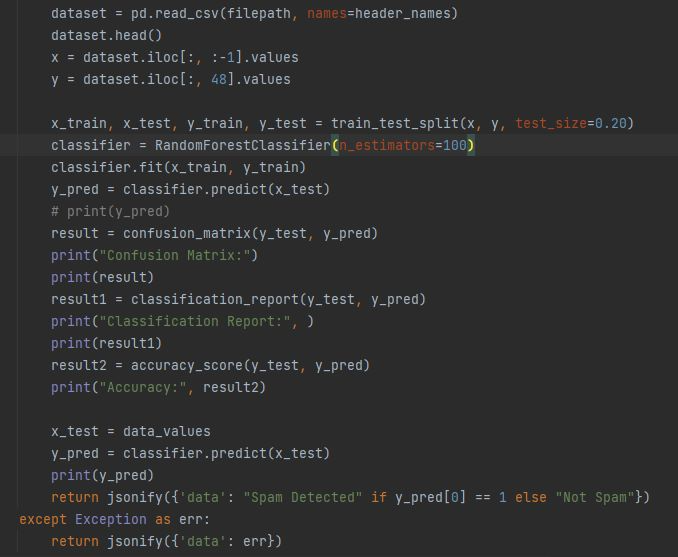 dataset = pd.read_csv(filepath, names=header_names)
dataset.head()
x = dataset.iloc[:, :-1].values
y = dataset.iloc[:, 48].values
x_train, x_test, y_train, y_test = train_test_split(x, y, test_size=0.20)
classifier = RandomForestClassifier(n_estimators=100)
classifier.fit(x_train, y_train)
y_pred = classifier.predict(x_test)
# print(y_pred)
result = confusion_matrix(y_test, y_pred)
print("Confusion Matrix:")
print(result)
result1 = classification_report(y_test, y_pred)
print("Classification Report:", )
print(result1)
result2 = accuracy_score(y_test, y_pred)
print("Accuracy:", result2)
x_test = data_values
y_pred = classifier.predict(x_test)
print(y_pred)
return jsonify({'data': "Spam Detected" if y_pred[0] == 1 else "Not Spam"})
except Exception as err:
return jsonify({'data': err})